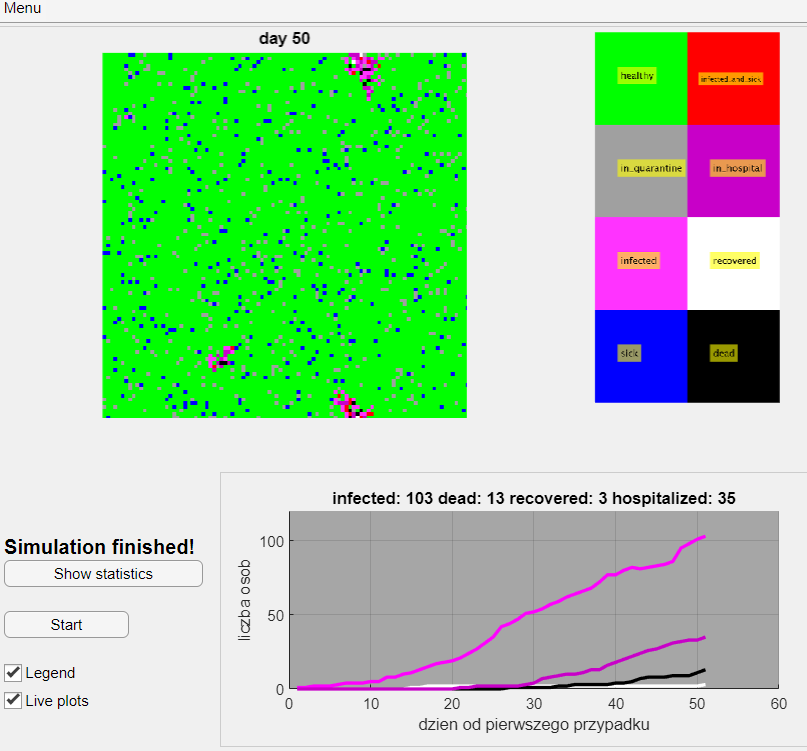 Menu
day 50
healthy
infected_and_sick
in_quarantine
in_hospital
infected
recovered
sick
dead
Simulation finished!
Show statistics
Start
Legend
Live plots
infected: 103 dead: 13 recovered: 3 hospitalized: 35
liczba osob
100
50
0
0 10 20 30 40 50 60
dzien od pierwszego przypadku